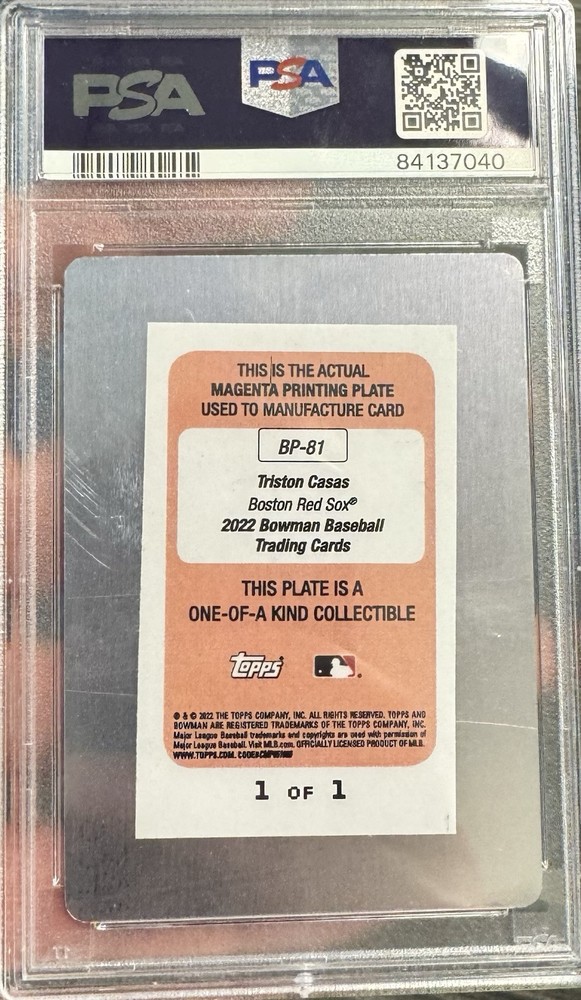 PSA
PSA
84137040
THIS IS THE ACTUAL
MAGENTA PRINTING PLATE
USED TO MANUFACTURE CARD
BP-81
Triston Casas
Boston Red Sox®
2022 Bowman Baseball
Trading Cards
THIS PLATE IS A
ONE-OF-A KIND COLLECTIBLE
Topps
® & © 2022 THE TOPPS COMPANY, INC. ALL RIGHTS RESERVED. TOPPS AND
BOWMAN ARE REGISTERED TRADEMARKS OF THE TOPPS COMPANY, INC.
Major League Baseball trademarks and copyrights are used with permission of
Major League Baseball. Visit MLB.com. OFFICIALLY LICENSED PRODUCT OF MLB.
WWW.TOPPS.COM.
1 OF 1